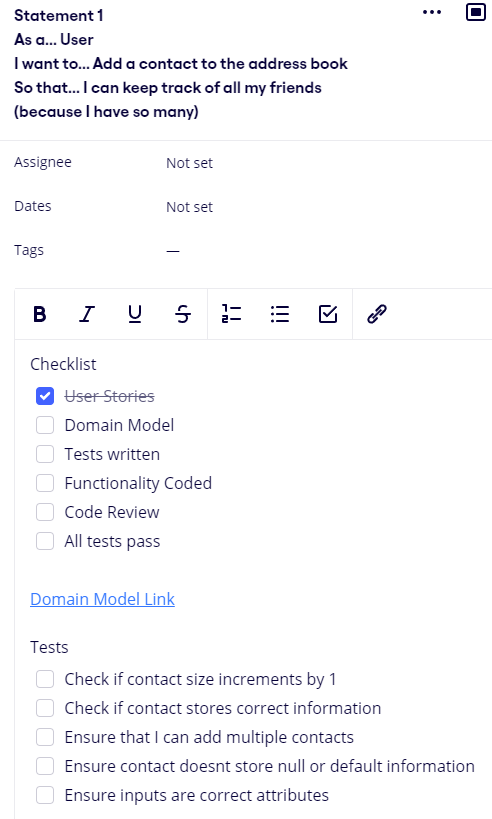 Statement 1
As a... User
I want to... Add a contact to the address book
So that... I can keep track of all my friends
(because I have so many)
Assignee Not set
Dates Not set
Tags —
B I U S
Checklist
User Stories
Domain Model
Tests written
Functionality Coded
Code Review
All tests pass
Domain Model Link
Tests
Check if contact size increments by 1
Check if contact stores correct information
Ensure that I can add multiple contacts
Ensure contact doesnt store null or default information
Ensure inputs are correct attributes